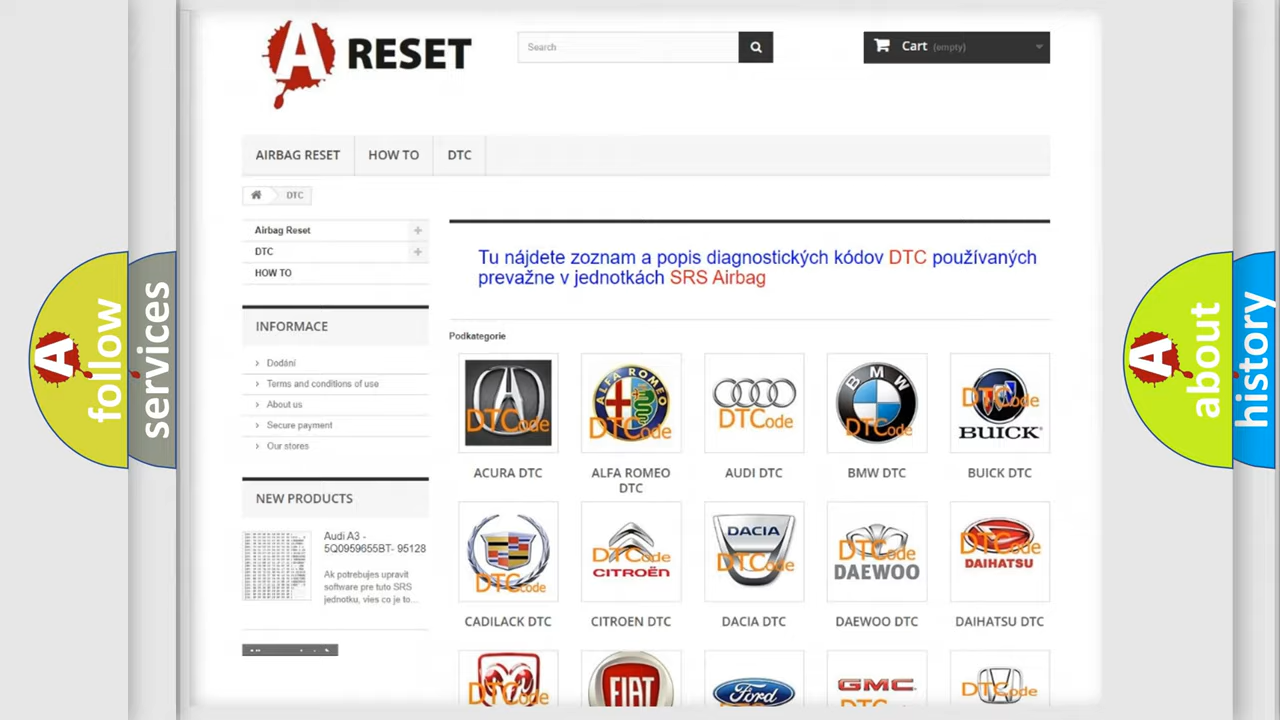 A RESET
Search
Cart (empty)
AIRBAG RESET
HOW TO
DTC
DTC
Airbag Reset
DTC
HOW TO
INFORMACE
Dodání
Terms and conditions of use
About us
Secure payment
Our stores
NEW PRODUCTS
Audi A3 -
5Q0959655BT- 95128
Ak potrebujes upravit
software pre tuto SRS
jednotku, vies co je to...
Tu nájdete zoznam a popis diagnostických kódov DTC používaných
prevažne v jednotkách SRS Airbag
Podkategorie
DTCode
ALFA ROMEO
DTCode
DTCode
BMW
DTCode
DTCode
BUICK
ACURA DTC
ALFA ROMEO
DTC
AUDI DTC
BMW DTC
BUICK DTC
DTCode
DTCode
CITROËN
DACIA
DTCode
DTCode
DAEWOO
DTCode
DAIHATSU
CADILACK DTC
CITROEN DTC
DACIA DTC
DAEWOO DTC
DAIHATSU DTC
DTCode
FIAT
Ford
GMC
DTCode
A follow
services
A about
history